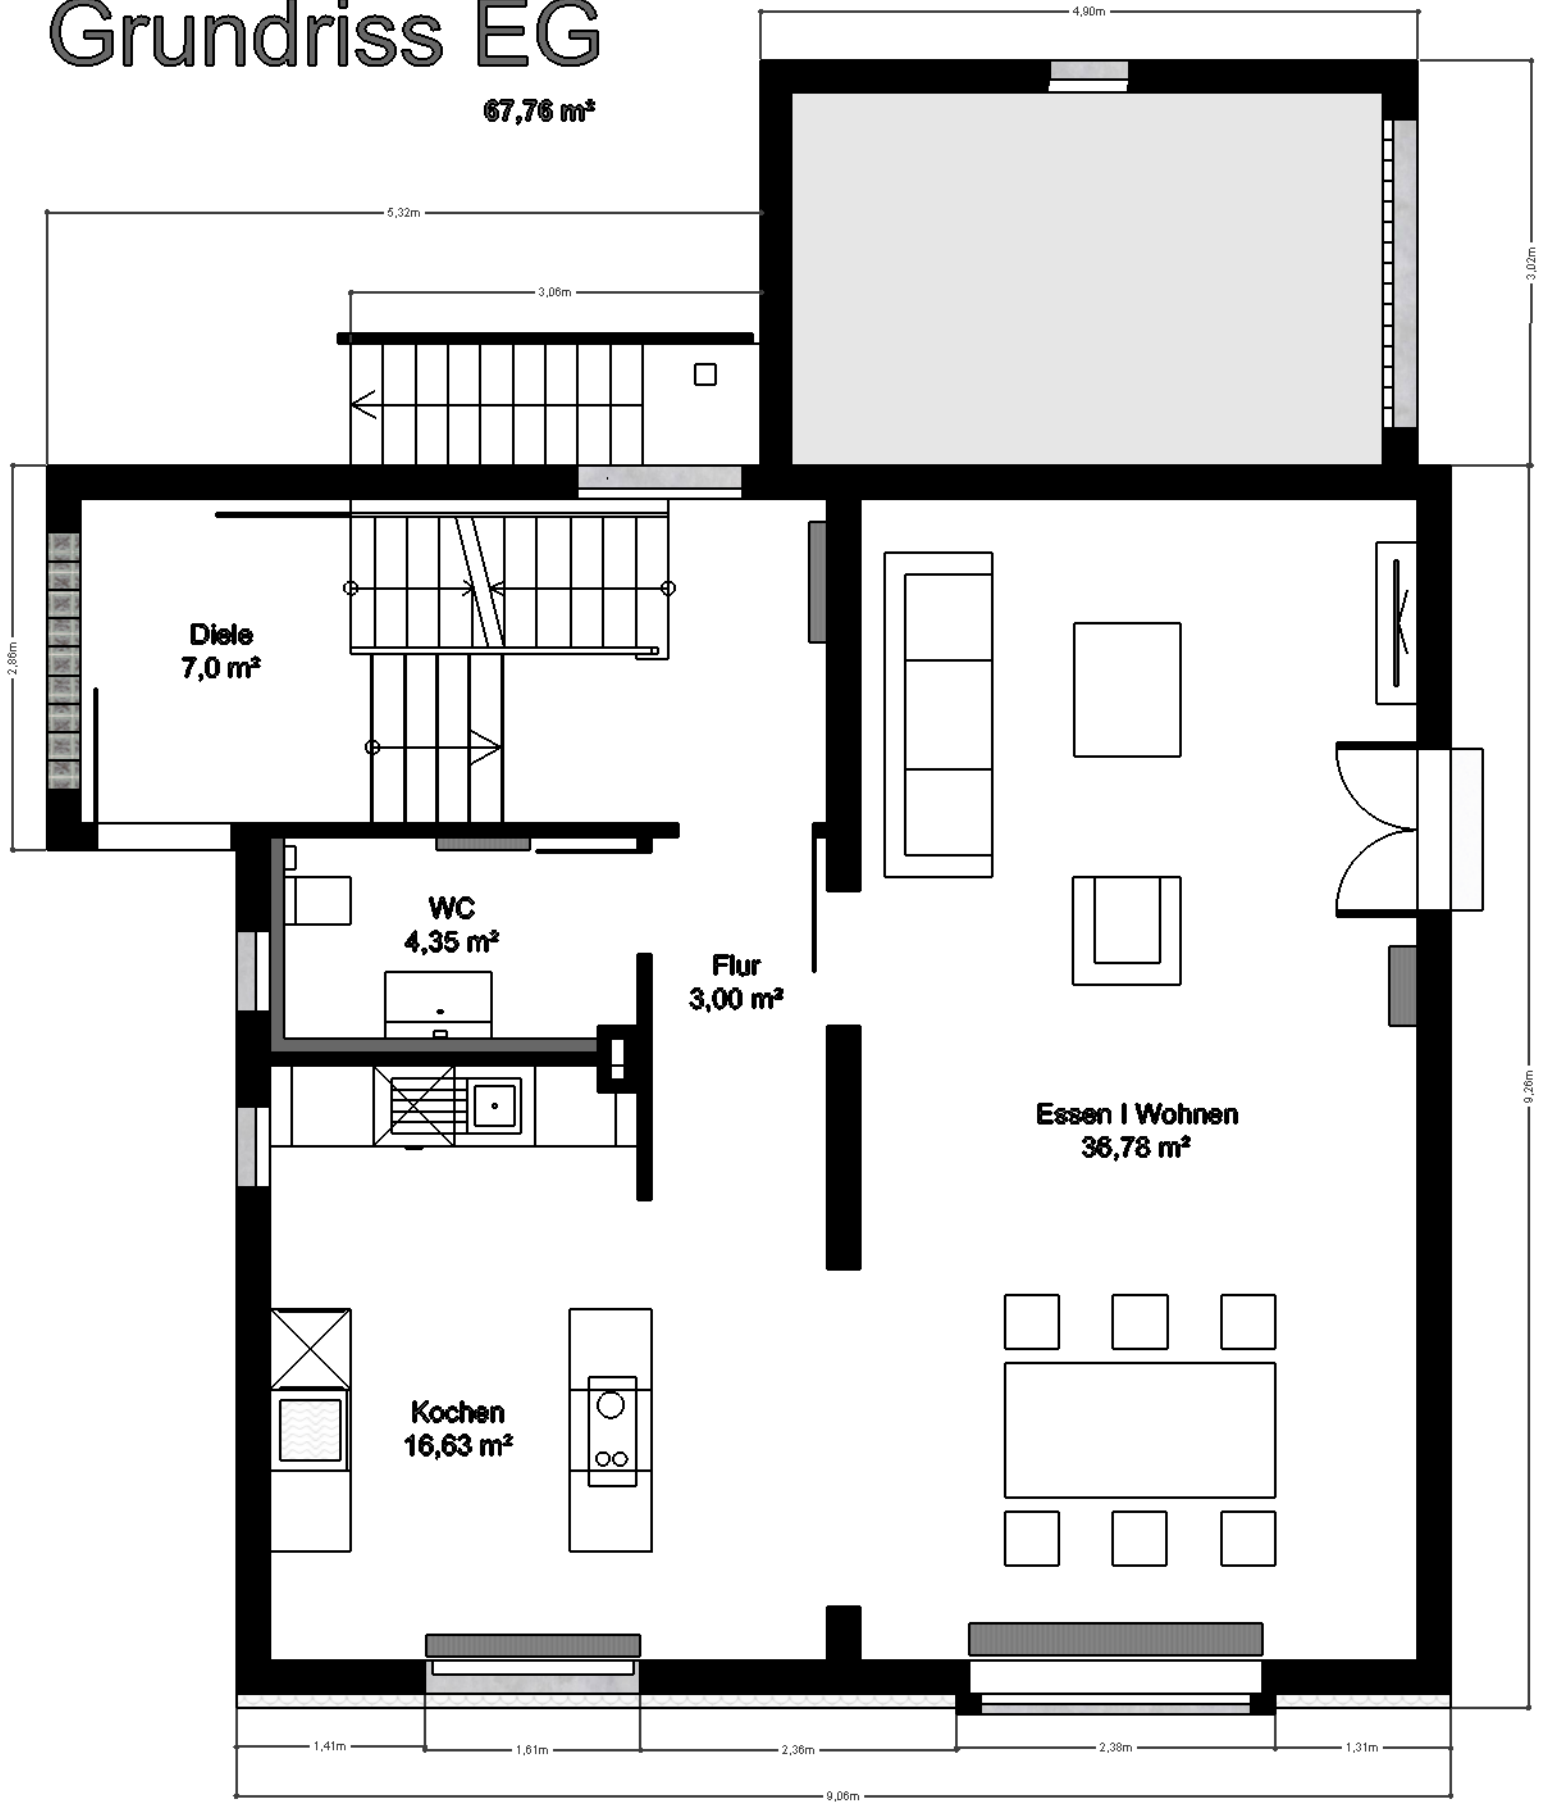 Grundriss EG
67,76 m²
4,90m
3,02m
5,32m
3,06m
2,86m
Diele
7,0 m²
WC
4,35 m²
Flur
3,00 m²
Essen I Wohnen
36,78 m²
9,26m
Kochen
16,63 m²
1,41m
1,61m
2,36m
2,38m
1,31m
9,06m